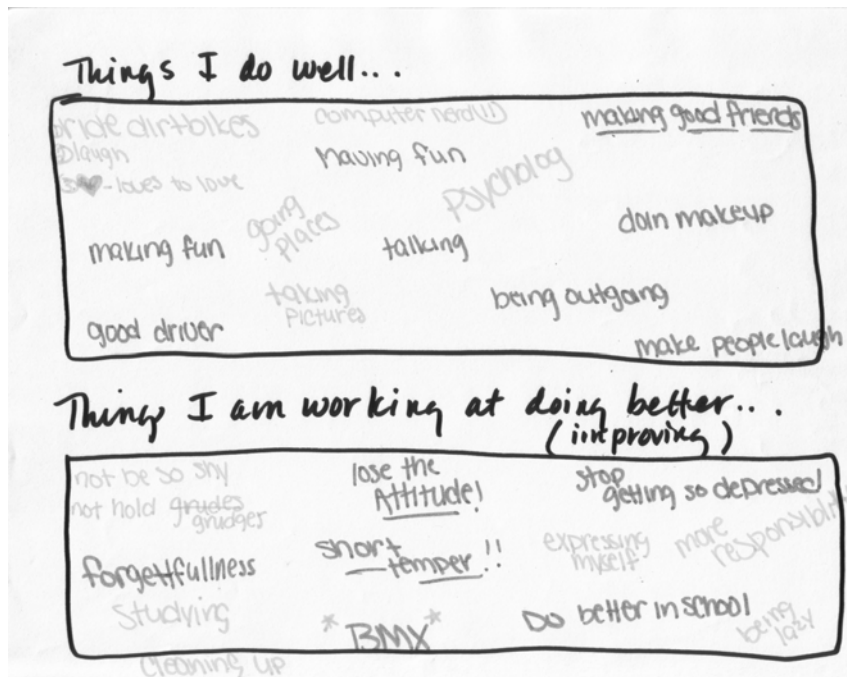 Things I do well...
ride dirtbikes
computer nerd
making good friends
laugh
having fun
loves to love
psycholog
going
places
doin makeup
making fun
talking
taking
pictures
being outgoing
good driver
make people laugh
Things I am working at doing better...
(improving)
not be so shy
lose the
Attitude!
stop
getting so depressed
not hold grudes
grudges
short
temper!!
expressing
myself
more
responsibility
forgettfullness
Studying
*BMX*
Do better in school
being
lazy
cleaning up